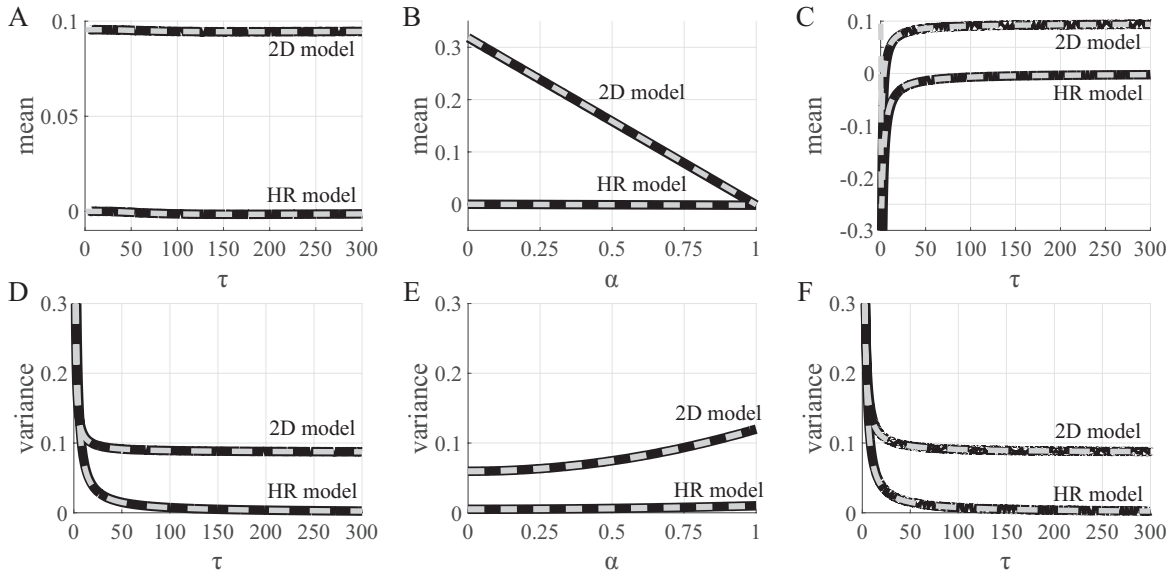 A
mean
0.1
0.05
0
2D model
HR model
0 50 100 150 200 250 300
τ
B
mean
0.3
0.2
0.1
0
2D model
HR model
0 0.25 0.5 0.75 1
α
C
mean
0.1
0
-0.1
-0.2
-0.3
2D model
HR model
0 50 100 150 200 250 300
τ
D
variance
0.3
0.2
0.1
0
2D model
HR model
0 50 100 150 200 250 300
τ
E
variance
0.3
0.2
0.1
0
2D model
HR model
0 0.25 0.5 0.75 1
α
F
variance
0.3
0.2
0.1
0
2D model
HR model
0 50 100 150 200 250 300
τ